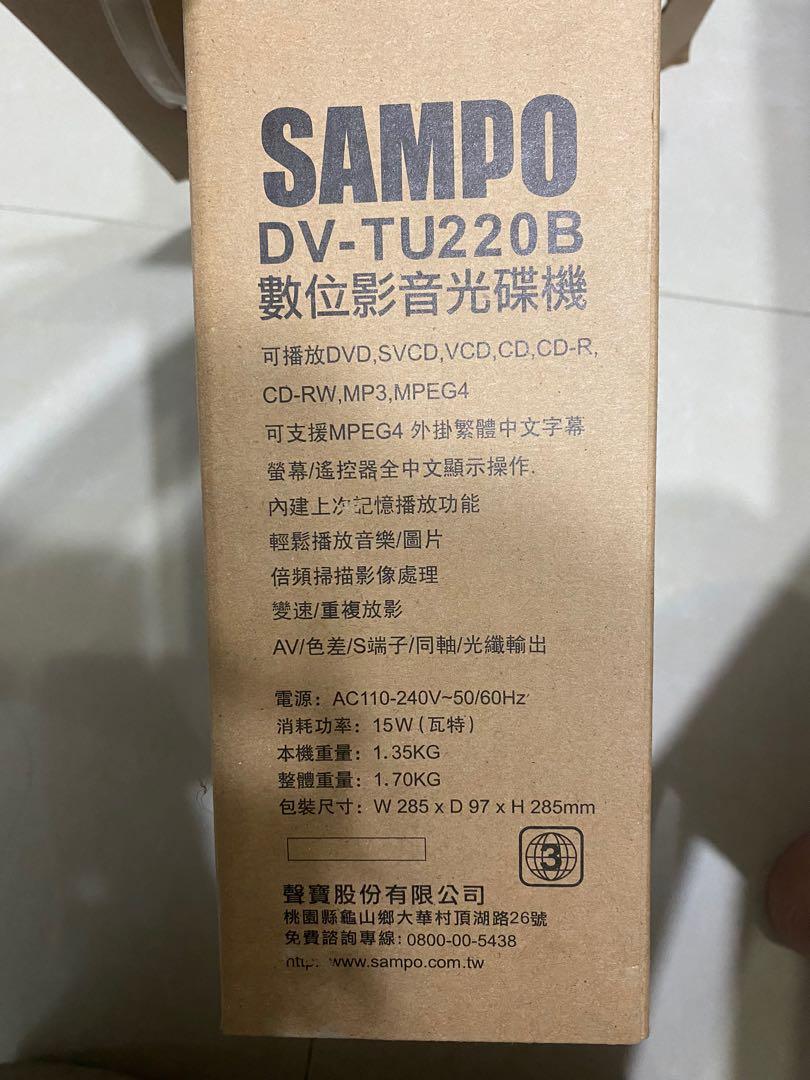 SAMPO
DV-TU220B
數位影音光碟機
可播放DVD,SVCD,VCD,CD,CD-R,
CD-RW,MP3,MPEG4
可支援MPEG4 外掛繁體中文字幕
螢幕/遙控器全中文顯示操作.
內建上次記憶播放功能
輕鬆播放音樂/圖片
倍頻掃描影像處理
變速/重複放影
AV/色差/S端子/同軸/光纖輸出
電源：AC110-240V~50/60Hz
消耗功率：15W(瓦特)
本機重量：1.35KG
整體重量：1.70KG
包裝尺寸：W 285 x D 97 x H 285mm
3
聲寶股份有限公司
桃園縣龜山鄉大華村頂湖路26號
免費諮詢專線：0800-00-5438
www.sampo.com.tw